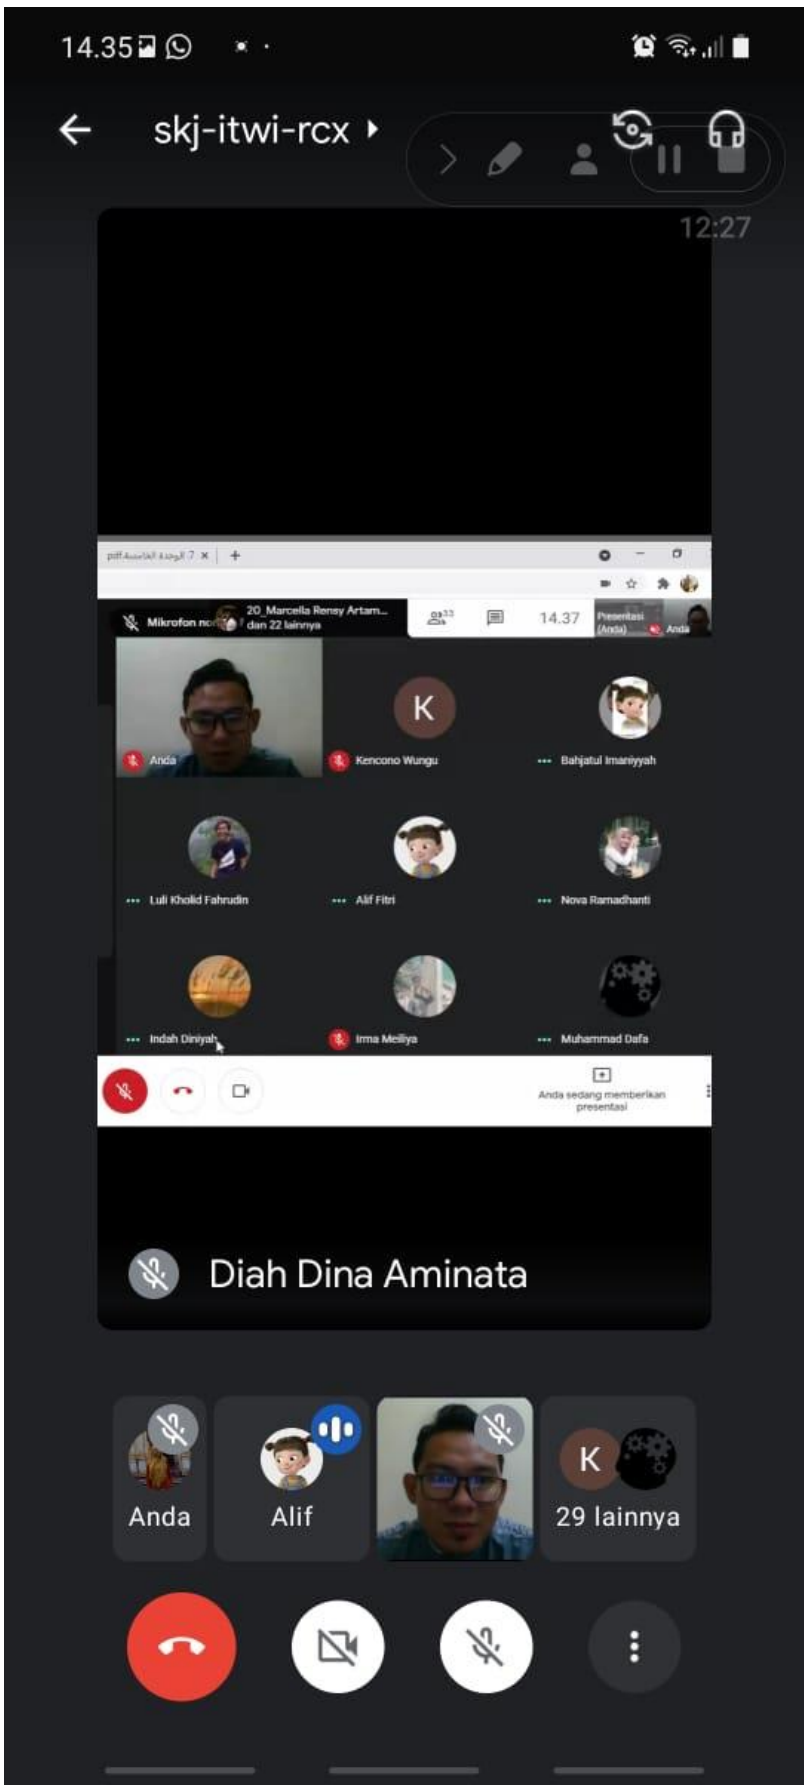 14.35
skj-itwi-rcx
12:27
7. الوحدة الخامسة.pdf
Mikrofon no
20_Marcella Rensy Artam...
dan 22 lainnya
33
14.37
Presentasi
(Anda)
Anda
Anda
K
Kencono Wungu
Bahjatul Imaniyyah
Luli Kholid Fahrudin
Alif Fitri
Nova Ramadhanti
Indah Diniyah
Irma Meiliya
Muhammad Dafa
Anda sedang memberikan
presentasi
Diah Dina Aminata
K
Anda
Alif
29 lainnya